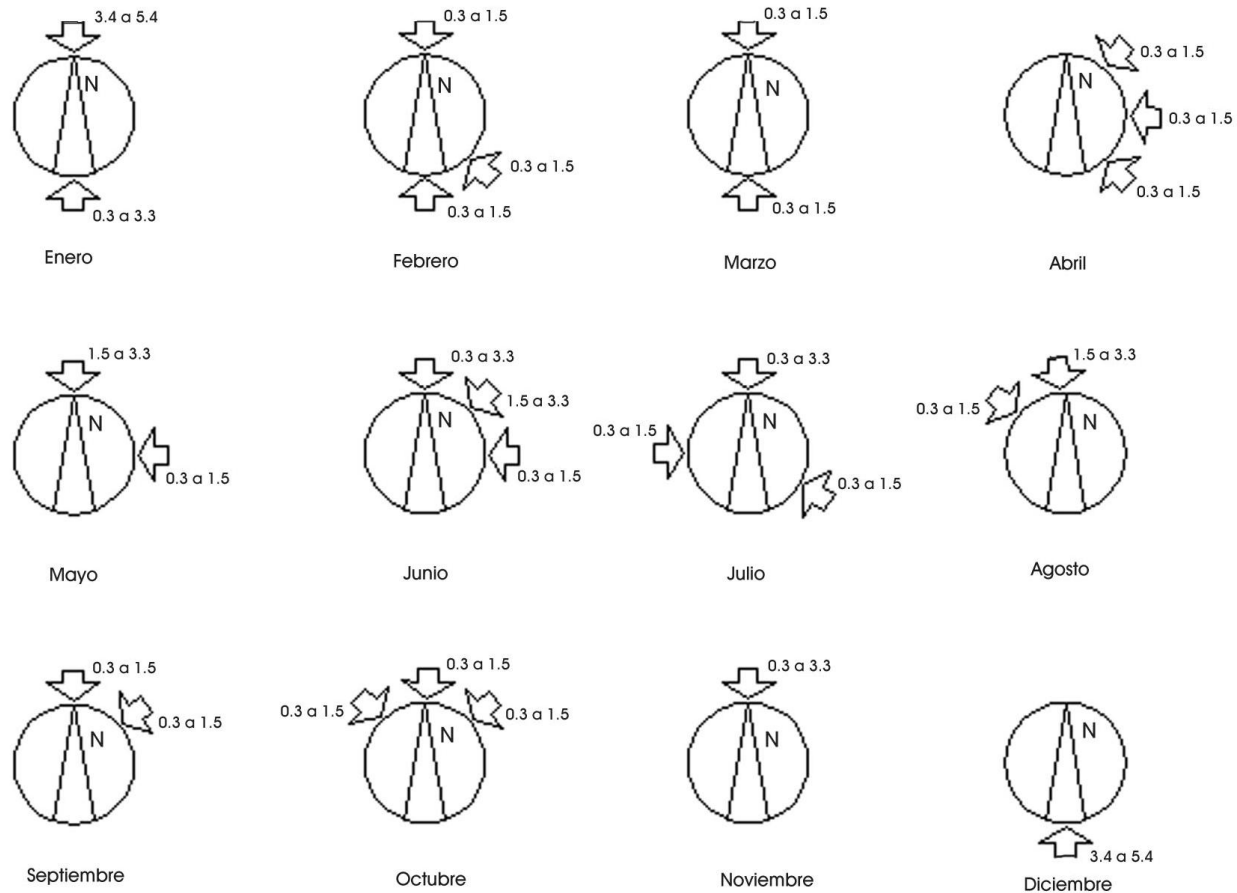 3.4 a 5.4
N
0.3 a 3.3
Enero
0.3 a 1.5
N
0.3 a 1.5
0.3 a 1.5
Febrero
0.3 a 1.5
N
0.3 a 1.5
Marzo
0.3 a 1.5
N
0.3 a 1.5
0.3 a 1.5
Abril
1.5 a 3.3
N
0.3 a 1.5
Mayo
0.3 a 3.3
1.5 a 3.3
N
0.3 a 1.5
Junio
0.3 a 3.3
0.3 a 1.5
N
0.3 a 1.5
Julio
1.5 a 3.3
0.3 a 1.5
N
Agosto
0.3 a 1.5
0.3 a 1.5
N
Septiembre
0.3 a 1.5
0.3 a 1.5
0.3 a 1.5
N
Octubre
0.3 a 3.3
N
Noviembre
N
3.4 a 5.4
Diciembre